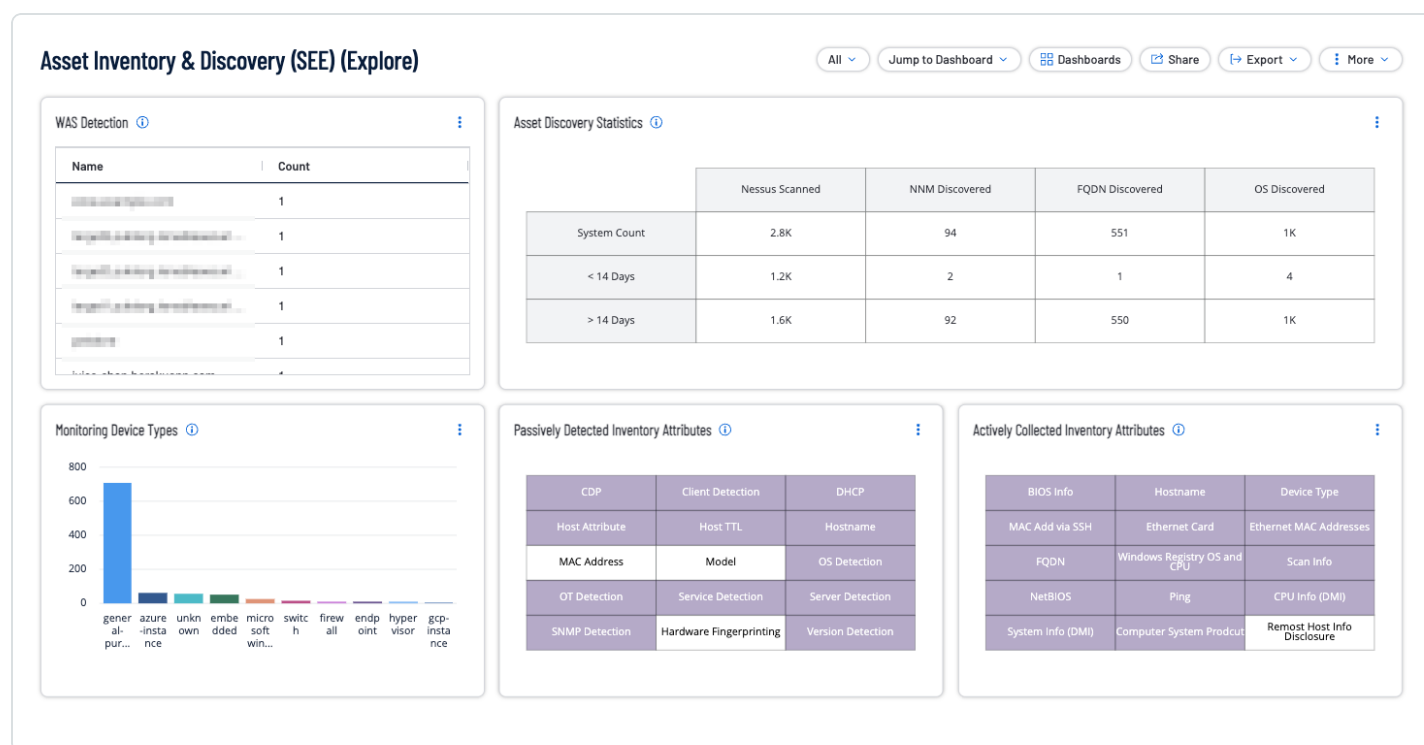 Asset Inventory & Discovery (SEE) (Explore)
All
Jump to Dashboard
Dashboards
Share
Export
More
WAS Detection
Name Count
1
1
1
1
1
Asset Discovery Statistics
Nessus Scanned NNM Discovered FQDN Discovered OS Discovered
System Count 2.8K 94 551 1K
< 14 Days 1.2K 2 1 4
> 14 Days 1.6K 92 550 1K
Monitoring Device Types
800
600
400
200
0
gener
al-
pur...
azure
-insta
nce
unkn
own
embe
dded
micro
soft
win...
switc
h
firew
all
endp
oint
hyper
visor
gcp-
insta
nce
Passively Detected Inventory Attributes
CDP Client Detection DHCP
Host Attribute Host TTL Hostname
MAC Address Model OS Detection
OT Detection Service Detection Server Detection
SNMP Detection Hardware Fingerprinting Version Detection
Actively Collected Inventory Attributes
BIOS Info Hostname Device Type
MAC Add via SSH Ethernet Card Ethernet MAC Addresses
FQDN
Windows Registry OS and
CPU
Scan Info
NetBIOS Ping CPU Info (DMI)
System Info (DMI) Computer System Prodcut
Remost Host Info
Disclosure